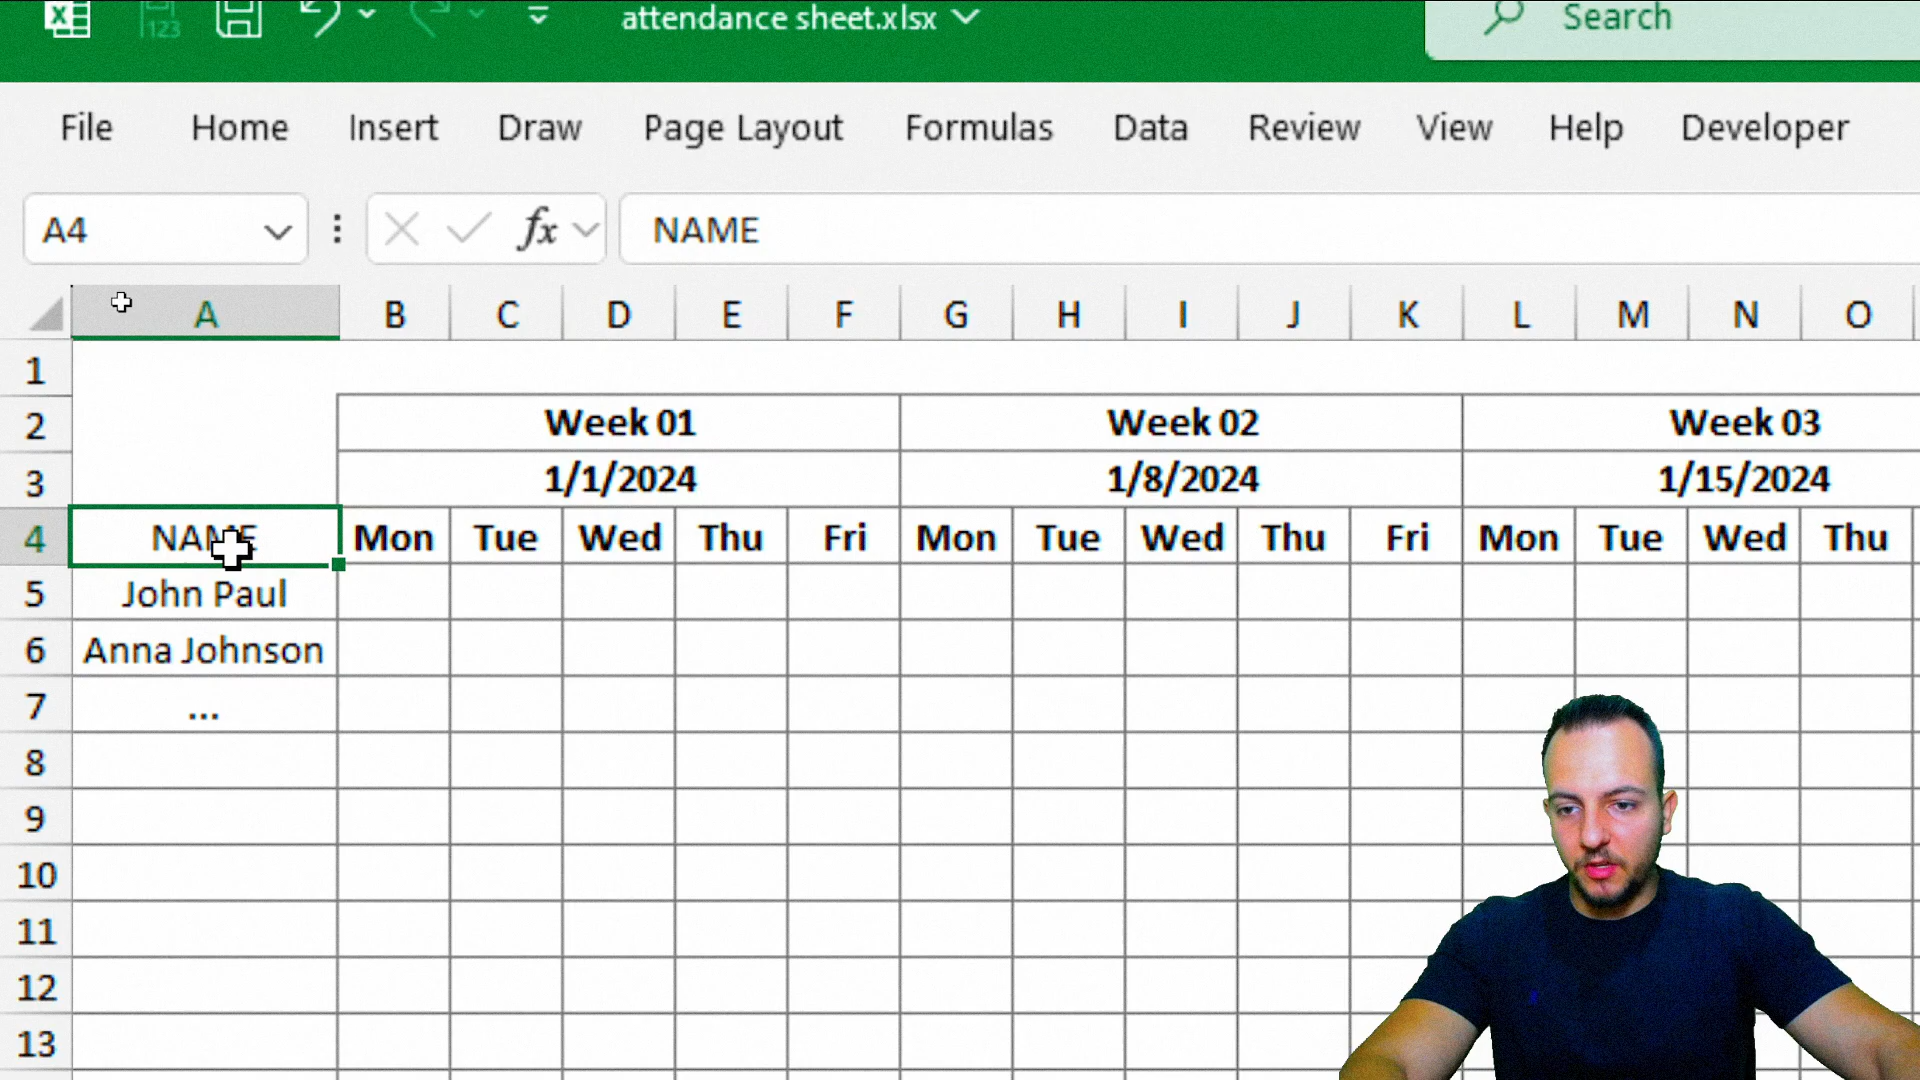 123 attendance sheet.xlsx Search
File Home Insert Draw Page Layout Formulas Data Review View Help Developer
A4 fx NAME
A B C D E F G H I J K L M N O
1
2 Week 01 Week 02 Week 03
3 1/1/2024 1/8/2024 1/15/2024
4 NAME Mon Tue Wed Thu Fri Mon Tue Wed Thu Fri Mon Tue Wed Thu
5 John Paul
6 Anna Johnson
7 ...
8
9
10
11
12
13